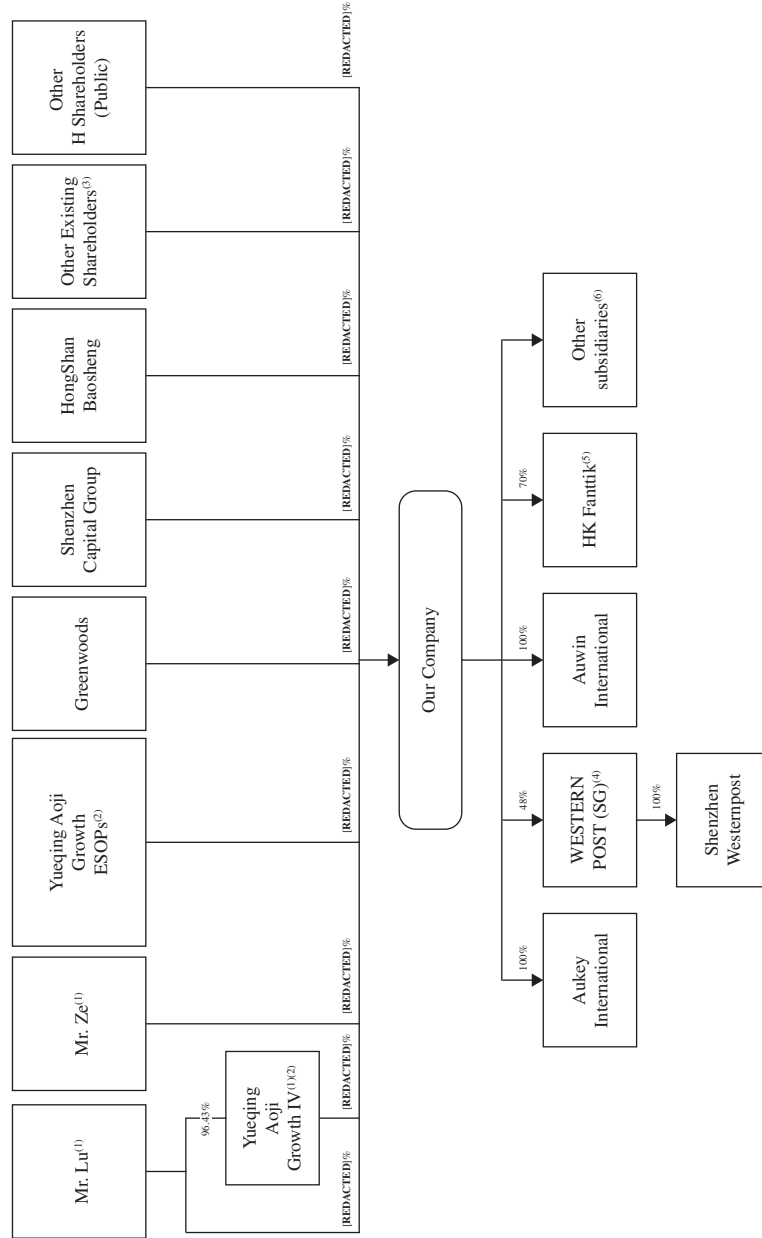 Mr. Lu(1)
Mr. Ze(1)
Yueqing Aoji
Growth
ESOPs(2)
Greenwoods
Shenzhen
Capital Group
HongShan
Baosheng
Other Existing
Shareholders(3)
Other
H Shareholders
(Public)
96.43%
Yueqing
Aoji
Growth IV(1)(2)
[REDACTED]%
[REDACTED]%
[REDACTED]%
[REDACTED]%
[REDACTED]%
[REDACTED]%
[REDACTED]%
[REDACTED]%
[REDACTED]%
Our Company
100%
48%
100%
70%
Aukey
International
WESTERN
POST (SG)(4)
Auwin
International
HK Fanttik(5)
Other
subsidiaries(6)
100%
Shenzhen
Westernpost